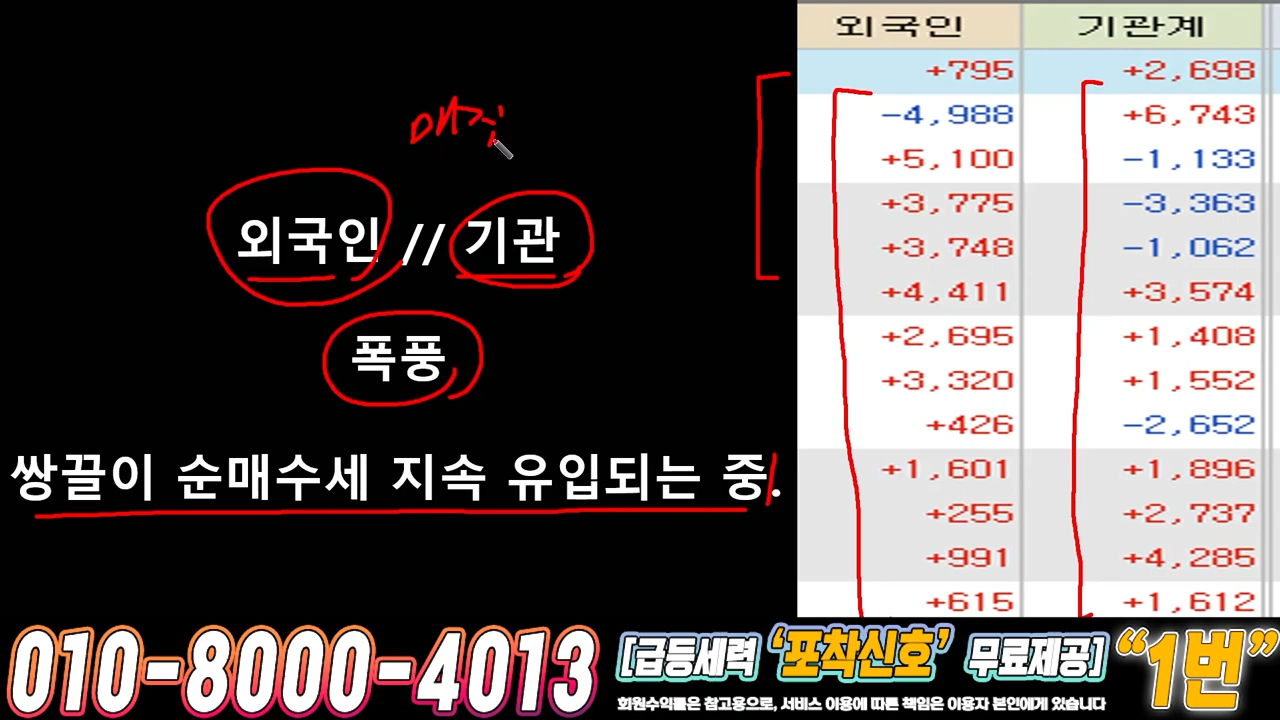 외국인 // 기관
폭풍
쌍끌이 순매수세 지속 유입되는 중.
외국인 기관계
+795 +2,698
-4,988 +6,743
+5,100 -1,133
+3,775 -3,363
+3,748 -1,062
+4,411 +3,574
+2,695 +1,408
+3,320 +1,552
+426 -2,652
+1,601 +1,896
+255 +2,737
+991 +4,285
+615 +1,612
010-8000-4013 [급등세력 '포착신호' 무료제공] "1번"
회원수익률은 참고용으로, 서비스 이용에 따른 책임은 이용자 본인에게 있습니다